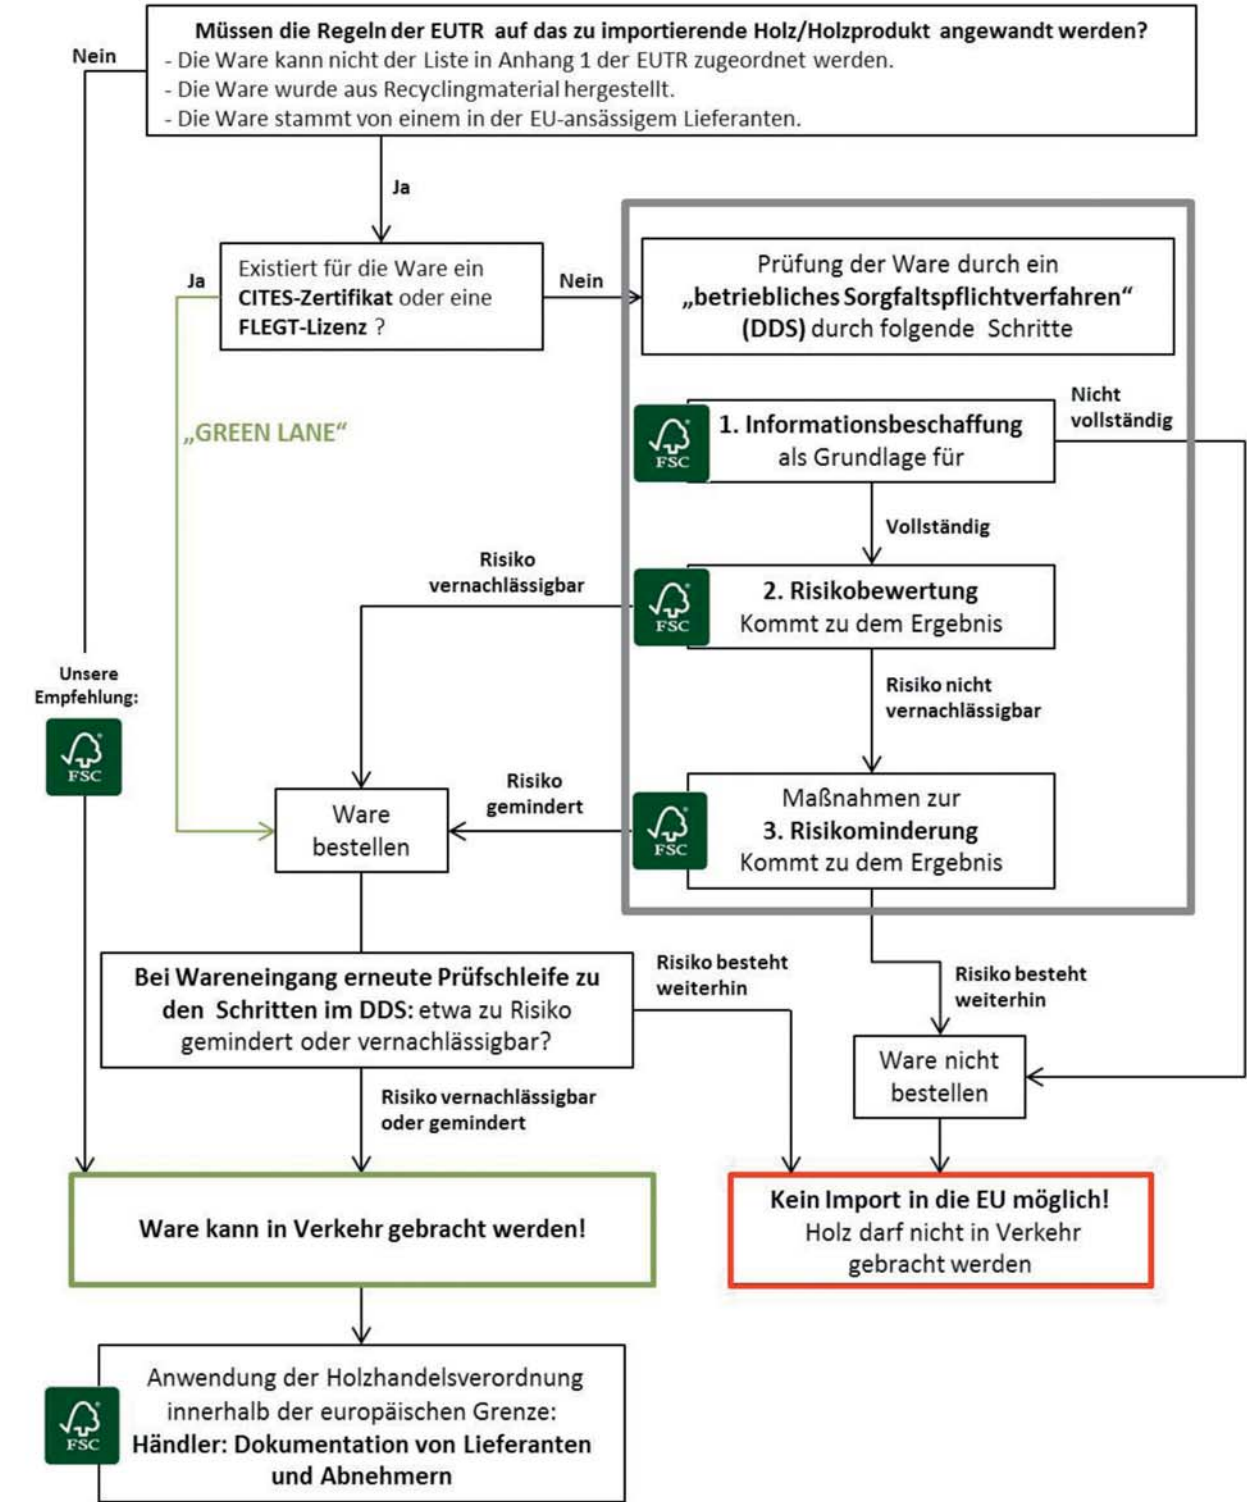 Müssen die Regeln der EUTR auf das zu importierende Holz/Holzprodukt angewandt werden?
- Die Ware kann nicht der Liste in Anhang 1 der EUTR zugeordnet werden.
- Die Ware wurde aus Recyclingmaterial hergestellt.
- Die Ware stammt von einem in der EU-ansässigem Lieferanten.
Nein
Ja
Existiert für die Ware ein
CITES-Zertifikat oder eine
FLEGT-Lizenz ?
Ja
Nein
Prüfung der Ware durch ein
„betriebliches Sorgfaltspflichtverfahren“
(DDS) durch folgende Schritte
„GREEN LANE“
FSC
1. Informationsbeschaffung
als Grundlage für
Nicht
vollständig
Vollständig
Risiko
vernachlässigbar
FSC
2. Risikobewertung
Kommt zu dem Ergebnis
Risiko nicht
vernachlässigbar
Unsere
Empfehlung:
FSC
Ware
bestellen
Risiko
gemindert
FSC
Maßnahmen zur
3. Risikominderung
Kommt zu dem Ergebnis
Bei Wareneingang erneute Prüfschleife zu
den Schritten im DDS: etwa zu Risiko
gemindert oder vernachlässigbar?
Risiko besteht
weiterhin
Risiko besteht
weiterhin
Ware nicht
bestellen
Risiko vernachlässigbar
oder gemindert
Ware kann in Verkehr gebracht werden!
Kein Import in die EU möglich!
Holz darf nicht in Verkehr
gebracht werden
FSC
Anwendung der Holzhandelsverordnung
innerhalb der europäischen Grenze:
Händler: Dokumentation von Lieferanten
und Abnehmern